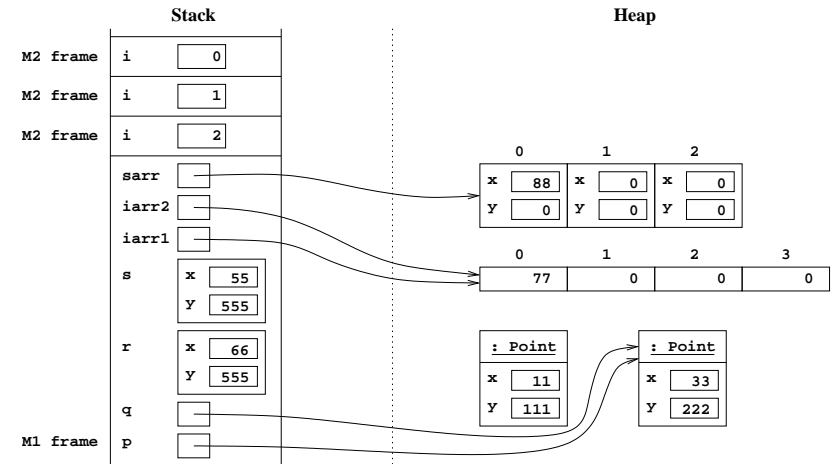 Stack Heap
M2 frame i 0
M2 frame i 1
M2 frame i 2
0 1 2
sarr
x 88 x 0 x 0
iarr2
y 0 y 0 y 0
iarr1
0 1 2 3
77 0 0 0
s x 55
y 555
r x 66
y 555
: Point : Point
x 11 x 33
y 111 y 222
q
M1 frame p